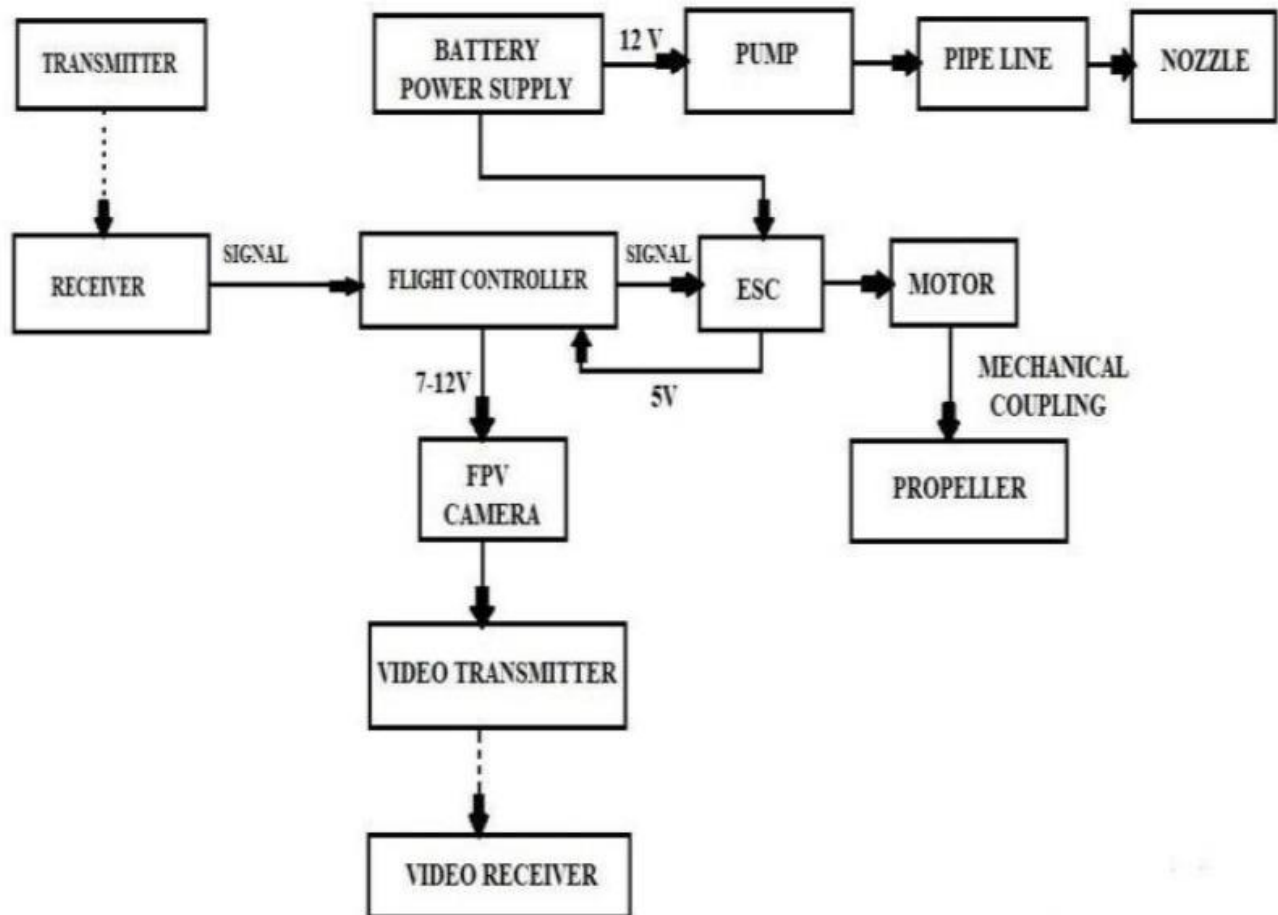 TRANSMITTER
BATTERY
POWER SUPPLY
12 V
PUMP
PIPE LINE
NOZZLE
RECEIVER
SIGNAL
FLIGHT CONTROLLER
SIGNAL
ESC
MOTOR
7-12V
5V
MECHANICAL
COUPLING
FPV
CAMERA
PROPELLER
VIDEO TRANSMITTER
VIDEO RECEIVER